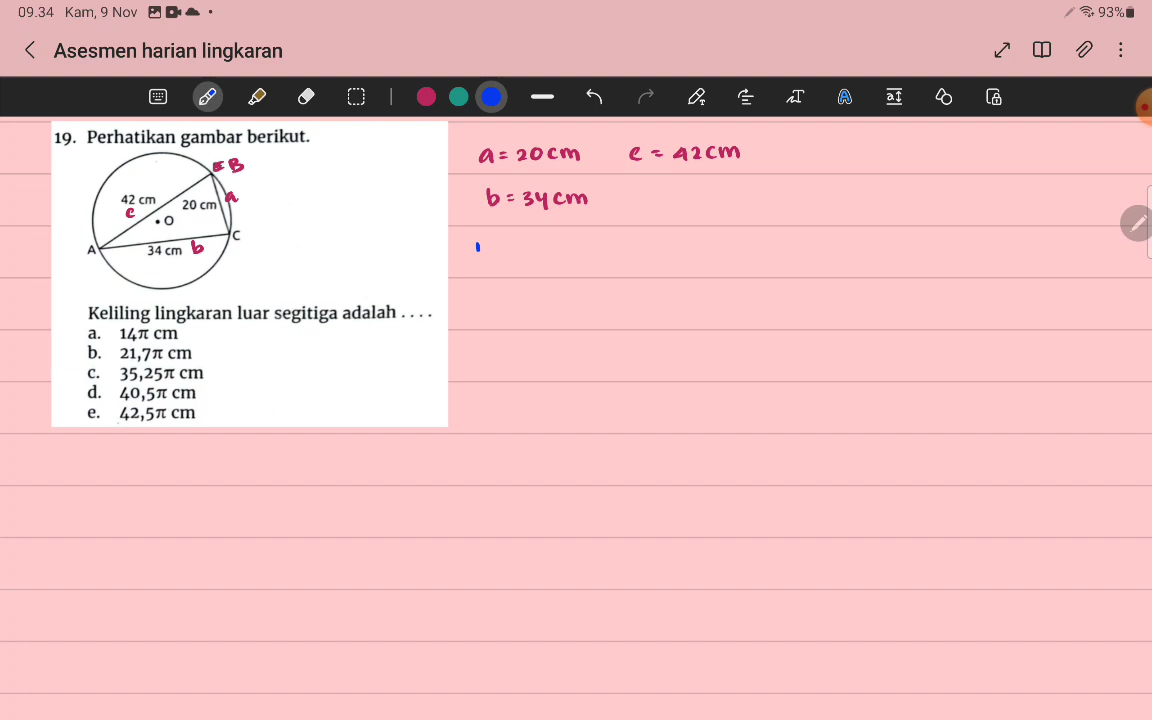 09.34 Kam, 9 Nov
93%
Asesmen harian lingkaran
19. Perhatikan gambar berikut.
B
42 cm
20 cm
a
c
O
C
A
34 cm
b
Keliling lingkaran luar segitiga adalah . . . .
a. 14π cm
b. 21,7π cm
c. 35,25π cm
d. 40,5π cm
e. 42,5π cm
a = 20 cm c = 42 cm
b = 34 cm